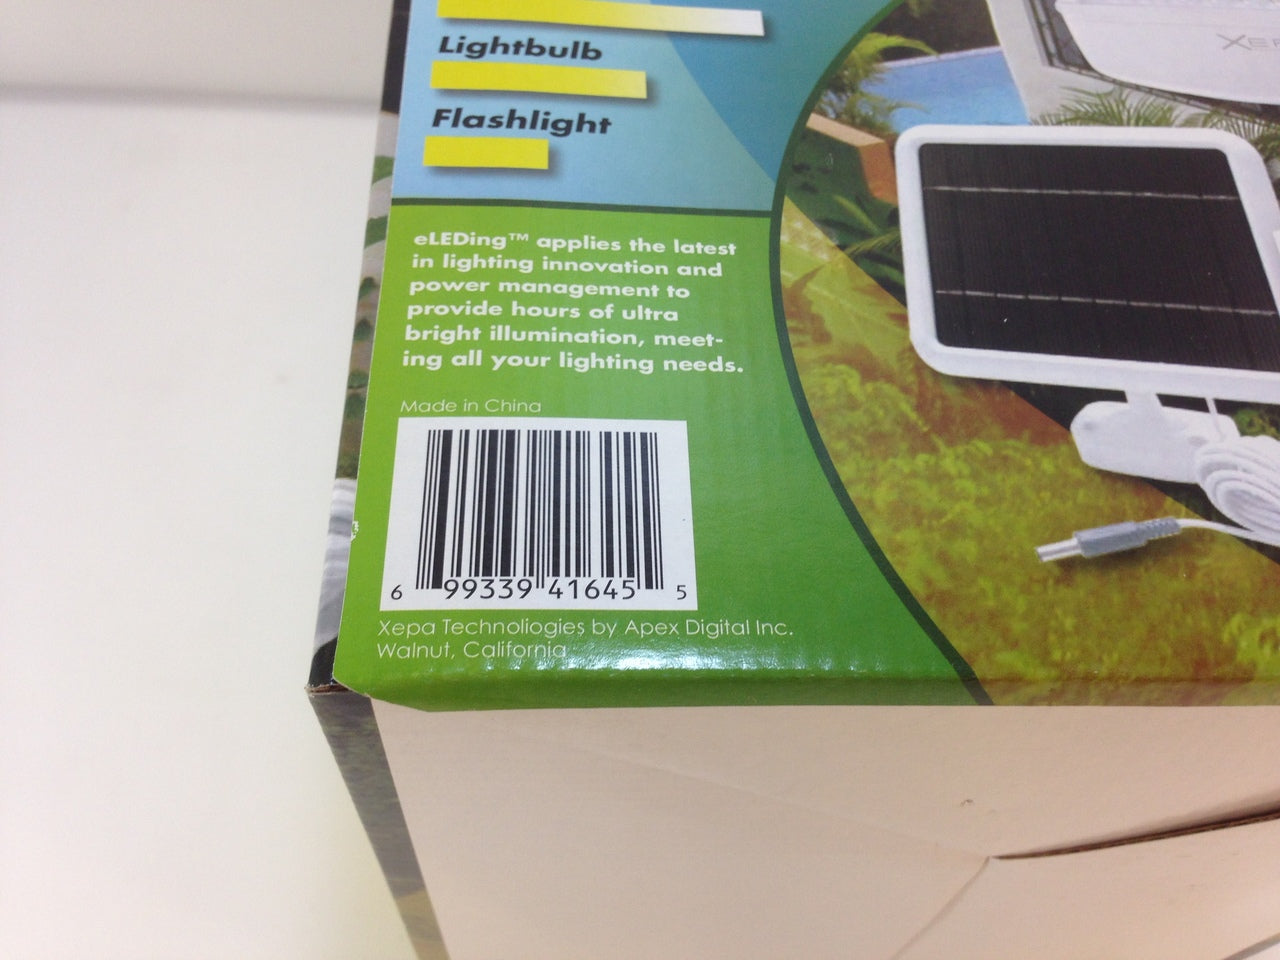 Lightbulb
Flashlight
eLEDing™ applies the latest
in lighting innovation and
power management to
provide hours of ultra
bright illumination, meet-
ing all your lighting needs.
Made in China
6 99339 41645 5
Xepa Technoliogies by Apex Digital Inc.
Walnut, California